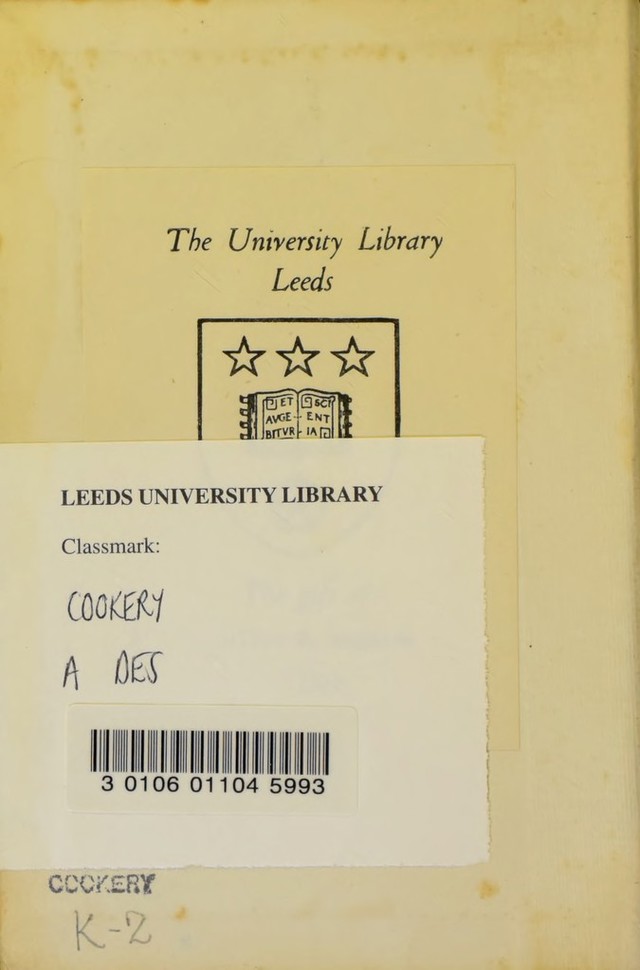 The University Library
Leeds
ET SCI
AVGE ENT
BITVR IA
LEEDS UNIVERSITY LIBRARY
Classmark:
COOKERY
A DES
3 0106 01104 5993
COOKERY
K-2